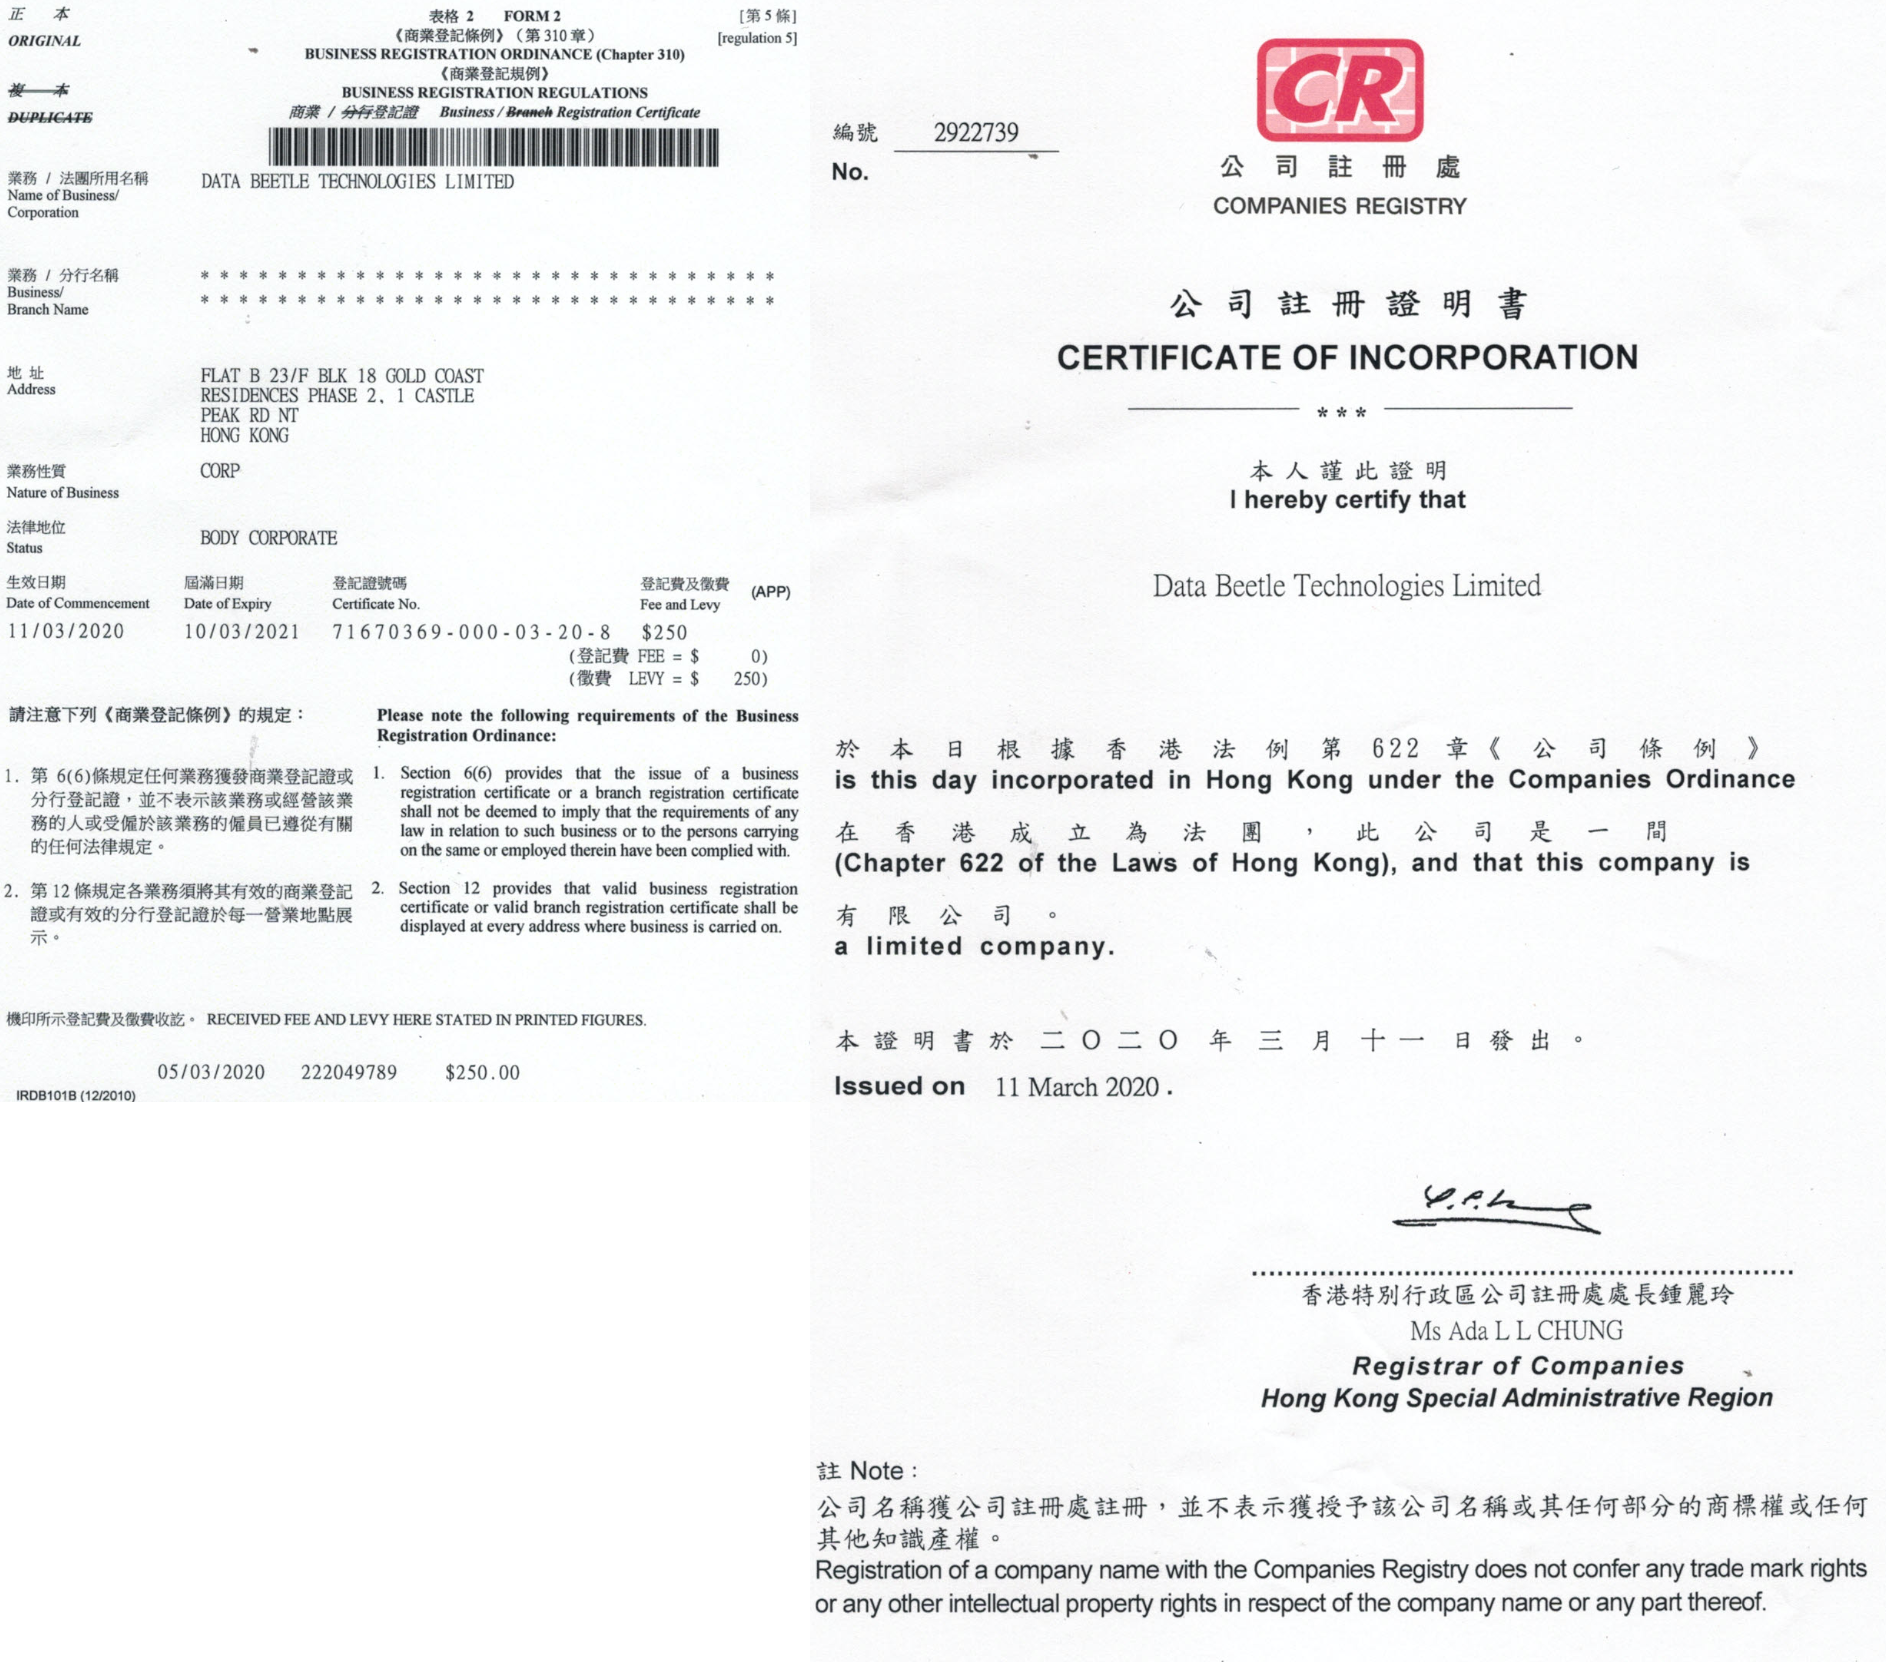 正 本
ORIGINAL
複 本
DUPLICATE
表格 2 FORM 2
[第 5 條]
《商業登記條例》（第 310 章）
[regulation 5]
BUSINESS REGISTRATION ORDINANCE (Chapter 310)
《商業登記規例》
BUSINESS REGISTRATION REGULATIONS
商業 / 分行登記證 Business / Branch Registration Certificate
業務 / 法團所用名稱
Name of Business/
Corporation
DATA BEETLE TECHNOLOGIES LIMITED
業務 / 分行名稱
Business/
Branch Name
* * * * * * * * * * * * * * * * * * * * * * * * * * * * * *
* * * * * * * * * * * * * * * * * * * * * * * * * * * * * *
地 址
Address
FLAT B 23/F BLK 18 GOLD COAST
RESIDENCES PHASE 2, 1 CASTLE
PEAK RD NT
HONG KONG
業務性質
Nature of Business
CORP
法律地位
Status
BODY CORPORATE
生效日期 屆滿日期 登記證號碼 登記費及徵費 (APP)
Date of Commencement Date of Expiry Certificate No. Fee and Levy
11/03/2020 10/03/2021 71670369-000-03-20-8 $250
(登記費 FEE = $ 0)
(徵費 LEVY = $ 250)
請注意下列《商業登記條例》的規定：
1. 第 6(6)條規定任何業務獲發商業登記證或
分行登記證，並不表示該業務或經營該業
務的人或受僱於該業務的僱員已遵從有關
的任何法律規定。
2. 第 12 條規定各業務須將其有效的商業登記
證或有效的分行登記證於每一營業地點展
示。
Please note the following requirements of the Business
Registration Ordinance:
1. Section 6(6) provides that the issue of a business
registration certificate or a branch registration certificate
shall not be deemed to imply that the requirements of any
law in relation to such business or to the persons carrying
on the same or employed therein have been complied with.
2. Section 12 provides that valid business registration
certificate or valid branch registration certificate shall be
displayed at every address where business is carried on.
機印所示登記費及徵費收訖。 RECEIVED FEE AND LEVY HERE STATED IN PRINTED FIGURES.
05/03/2020 222049789 $250.00
IRDB101B (12/2010)
CR
編號 2922739
No.
公 司 註 冊 處
COMPANIES REGISTRY
公 司 註 冊 證 明 書
CERTIFICATE OF INCORPORATION
* * *
本 人 謹 此 證 明
I hereby certify that
Data Beetle Technologies Limited
於 本 日 根 據 香 港 法 例 第 622 章《 公 司 條 例 》
is this day incorporated in Hong Kong under the Companies Ordinance
在 香 港 成 立 為 法 團 ， 此 公 司 是 一 間
(Chapter 622 of the Laws of Hong Kong), and that this company is
有 限 公 司 。
a limited company.
本 證 明 書 於 二 O 二 O 年 三 月 十 一 日 發 出 。
Issued on 11 March 2020 .
香港特別行政區公司註冊處處長鍾麗玲
Ms Ada L L CHUNG
Registrar of Companies
Hong Kong Special Administrative Region
註 Note :
公司名稱獲公司註冊處註冊，並不表示獲授予該公司名稱或其任何部分的商標權或任何
其他知識產權。
Registration of a company name with the Companies Registry does not confer any trade mark rights
or any other intellectual property rights in respect of the company name or any part thereof.